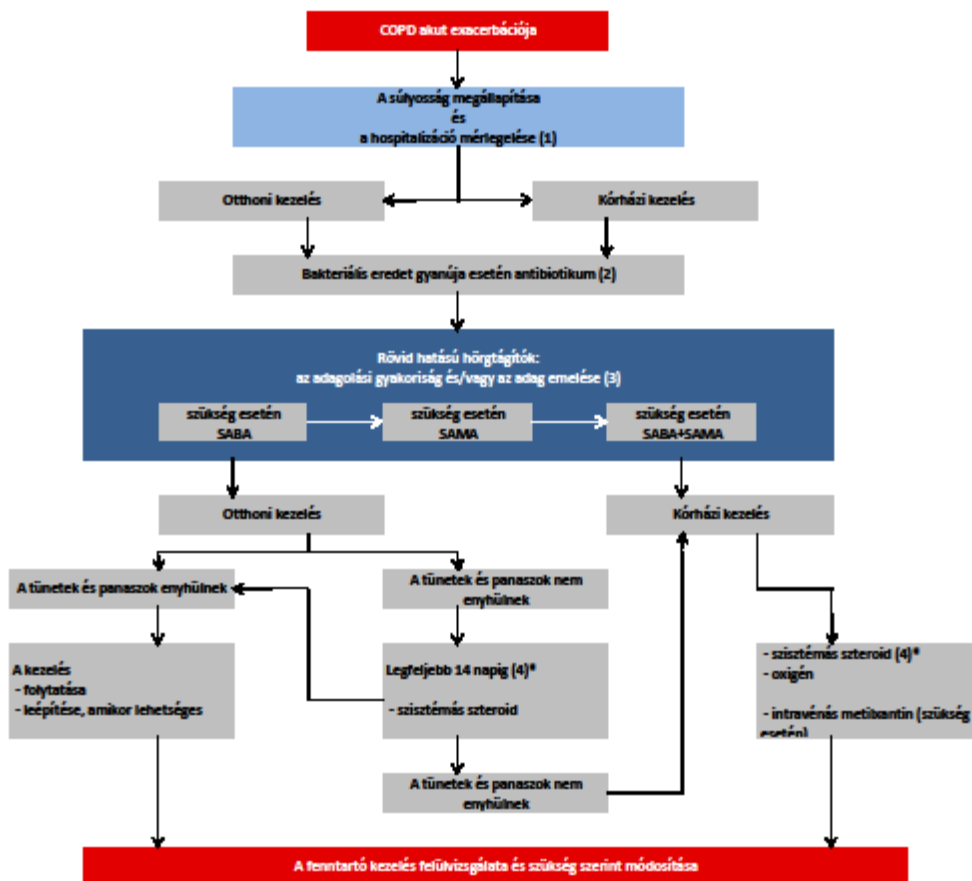 COPD akut exacerbációja
A súlyosság megállapítása
és
a hospitalizáció mérlegelése (1)
Otthoni kezelés
Kórházi kezelés
Bakteriális eredet gyanúja esetén antibiotikum (2)
Rövid hatású hörgtágítók:
az adagolási gyakoriság és/vagy az adag emelése (3)
szükség esetén
SABA
szükség esetén
SAMA
szükség esetén
SABA+SAMA
Otthoni kezelés
Kórházi kezelés
A tünetek és panaszok enyhülnek
A tünetek és panaszok nem
enyhülnek
A kezelés
- folytatása
- leépítése, amikor lehetséges
Legfeljebb 14 napig (4)*
- szisztémás szteroid
- szisztémás szteroid (4)*
- oxigén
- intravénás metilxantin (szükség
esetén)
A tünetek és panaszok nem
enyhülnek
A fenntartó kezelés felülvizsgálata és szükség szerint módosítása